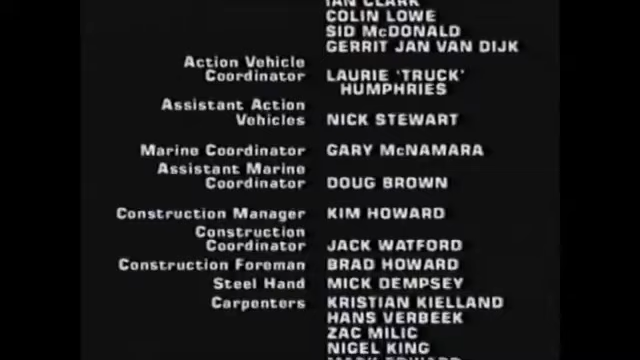 IAN CLARK
COLIN LOWE
SID McDONALD
GERRIT JAN VAN DIJK
Action Vehicle
Coordinator LAURIE 'TRUCK'
HUMPHRIES
Assistant Action
Vehicles NICK STEWART
Marine Coordinator GARY McNAMARA
Assistant Marine
Coordinator DOUG BROWN
Construction Manager KIM HOWARD
Construction
Coordinator JACK WATFORD
Construction Foreman BRAD HOWARD
Steel Hand MICK DEMPSEY
Carpenters KRISTIAN KIELLAND
HANS VERBEEK
ZAC MILIC
NIGEL KING